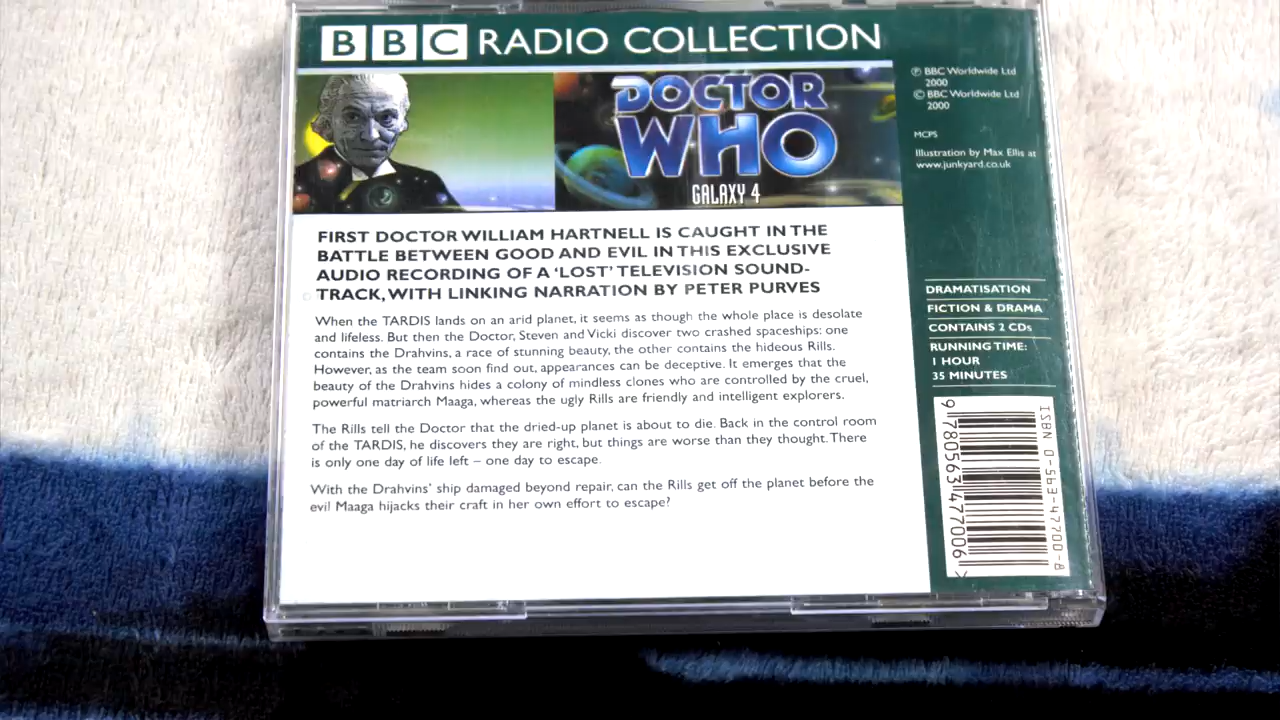 BBC RADIO COLLECTION
DOCTOR
WHO
GALAXY 4
FIRST DOCTOR WILLIAM HARTNELL IS CAUGHT IN THE
BATTLE BETWEEN GOOD AND EVIL IN THIS EXCLUSIVE
AUDIO RECORDING OF A 'LOST' TELEVISION SOUND-
TRACK, WITH LINKING NARRATION BY PETER PURVES
When the TARDIS lands on an arid planet, it seems as though the whole place is desolate
and lifeless. But then the Doctor, Steven and Vicki discover two crashed spaceships: one
contains the Drahvins, a race of stunning beauty, the other contains the hideous Rills.
However, as the team soon find out, appearances can be deceptive. It emerges that the
beauty of the Drahvins hides a colony of mindless clones who are controlled by the cruel,
powerful matriarch Maaga, whereas the ugly Rills are friendly and intelligent explorers.
The Rills tell the Doctor that the dried-up planet is about to die. Back in the control room
of the TARDIS, he discovers they are right, but things are worse than they thought. There
is only one day of life left – one day to escape.
With the Drahvins' ship damaged beyond repair, can the Rills get off the planet before the
evil Maaga hijacks their craft in her own effort to escape?
℗ BBC Worldwide Ltd
2000
© BBC Worldwide Ltd
2000
MCPS
Illustration by Max Ellis at
www.junkyard.co.uk
DRAMATISATION
FICTION & DRAMA
CONTAINS 2 CDs
RUNNING TIME:
1 HOUR
35 MINUTES
ISBN 0-563-47700-8
9 780563 477006 >